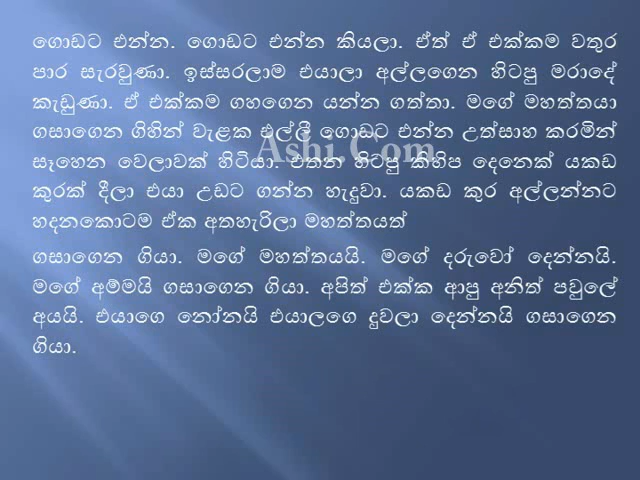 ගොඩට එන්න. ගොඩට එන්න කියලා. ඒත් ඒ එක්කම වතුර
පාර සැරවුණා. ඉස්සරලාම එයාලා අල්ලගෙන හිටපු මරාදේ
කැඩුණා. ඒ එක්කම ගහගෙන යන්න ගත්තා. මගේ මහත්තයා
ගසාගෙන ගිහින් වැළක එල්ලී ගොඩට එන්න උත්සාහ කරමින්
සෑහෙන වෙලාවක් හිටියා. එතන හිටපු කිහිප දෙනෙක් යකඩ
කුරක් දීලා එයා උඩට ගන්න හැදුවා. යකඩ කුර අල්ලන්නට
හදනකොටම ඒක අතහැරිලා මහත්තයත්
ගසාගෙන ගියා. මගේ මහත්තයයි. මගේ දරුවෝ දෙන්නයි.
මගේ අම්මයි ගසාගෙන ගියා. අපිත් එක්ක ආපු අනිත් පවුලේ
අයයි. එයාගෙ නෝනයි එයාලගෙ දුවලා දෙන්නයි ගසාගෙන
ගියා.
Ashi.Com